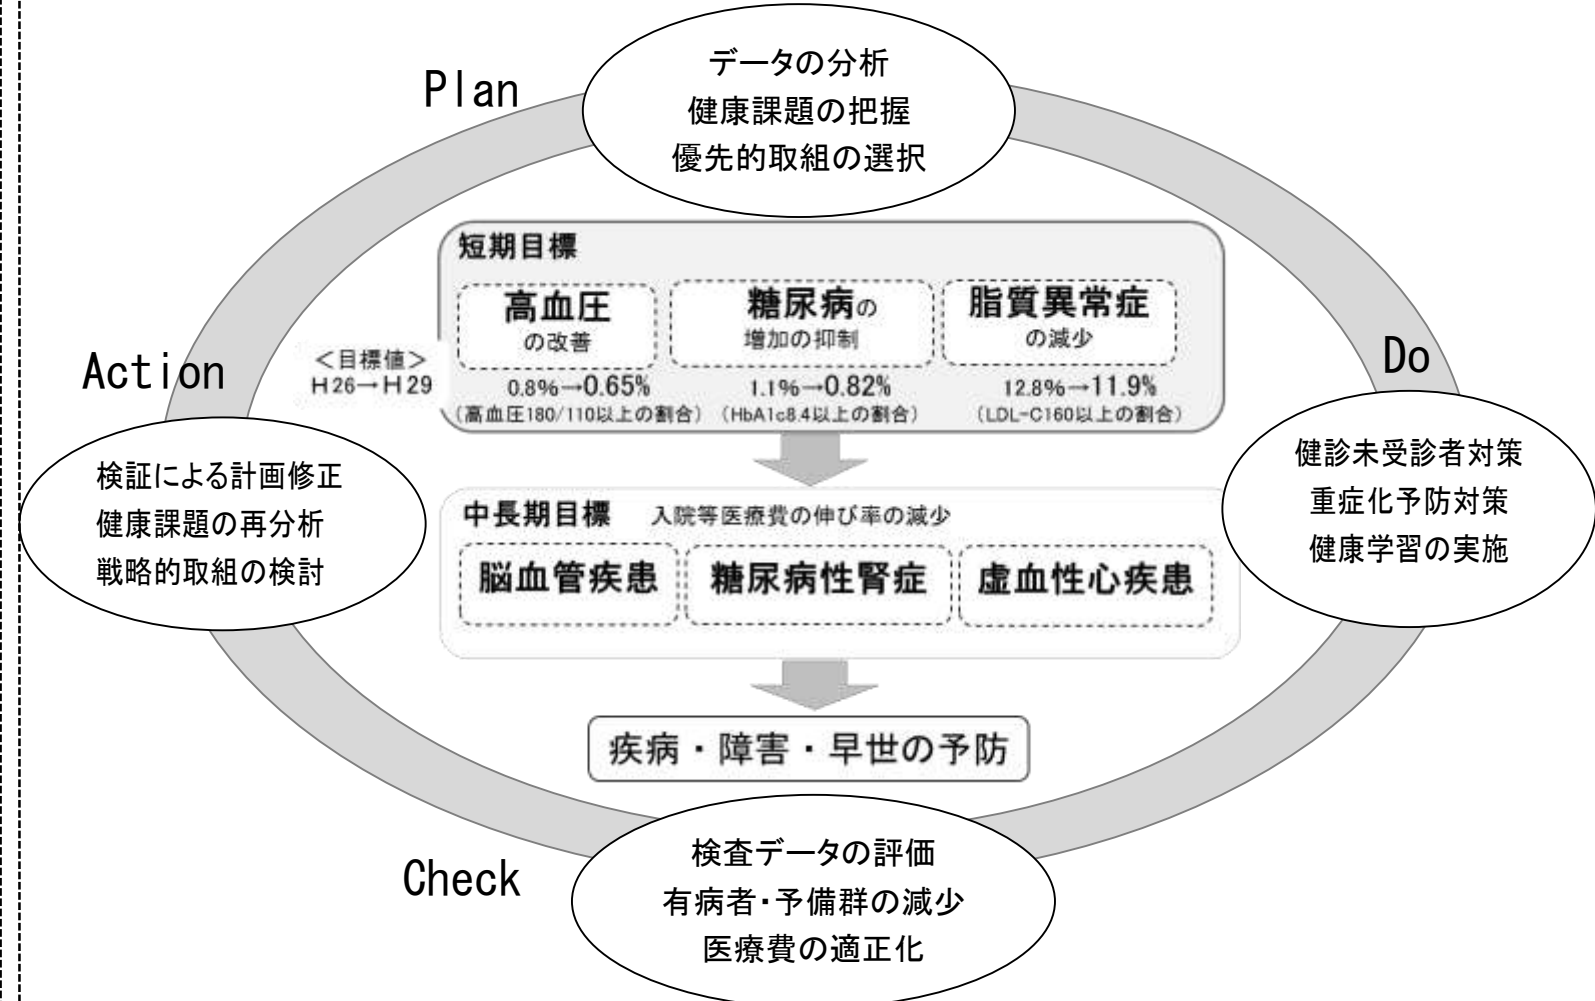 Plan
データの分析
健康課題の把握
優先的取組の選択
短期目標
高血圧
の改善
糖尿病の
増加の抑制
脂質異常症
の減少
<目標値>
H26→H29
0.8%→0.65%
1.1%→0.82%
12.8%→11.9%
(高血圧180/110以上の割合)
(HbA1c8.4以上の割合)
(LDL-C160以上の割合)
Do
健診未受診者対策
重症化予防対策
健康学習の実施
Action
検証による計画修正
健康課題の再分析
戦略的取組の検討
中長期目標 入院等医療費の伸び率の減少
脳血管疾患
糖尿病性腎症
虚血性心疾患
疾病・障害・早世の予防
Check
検査データの評価
有病者・予備群の減少
医療費の適正化